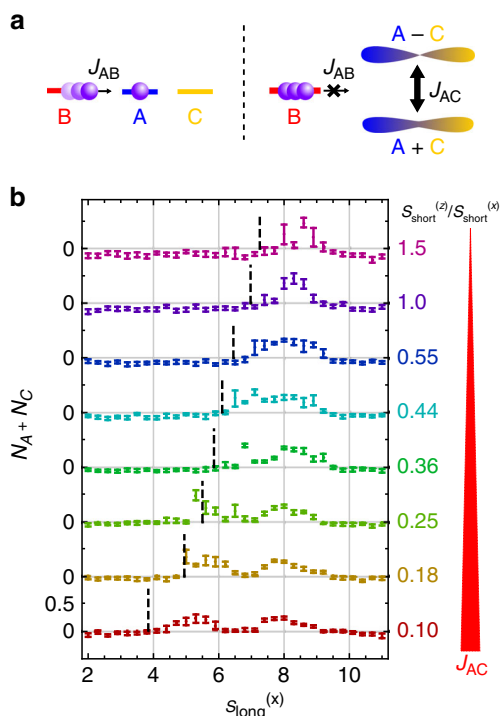 a
J_AB
B A C
J_AB
B
A − C
J_AC
A + C
b
S_short^(z)/S_short^(x)
N_A + N_C
0 1.5
0 1.0
0 0.55
0 0.44
0 0.36
0 0.25
0 0.18
0.5
0 0.10
2 4 6 8 10
J_AC
S_long^(x)